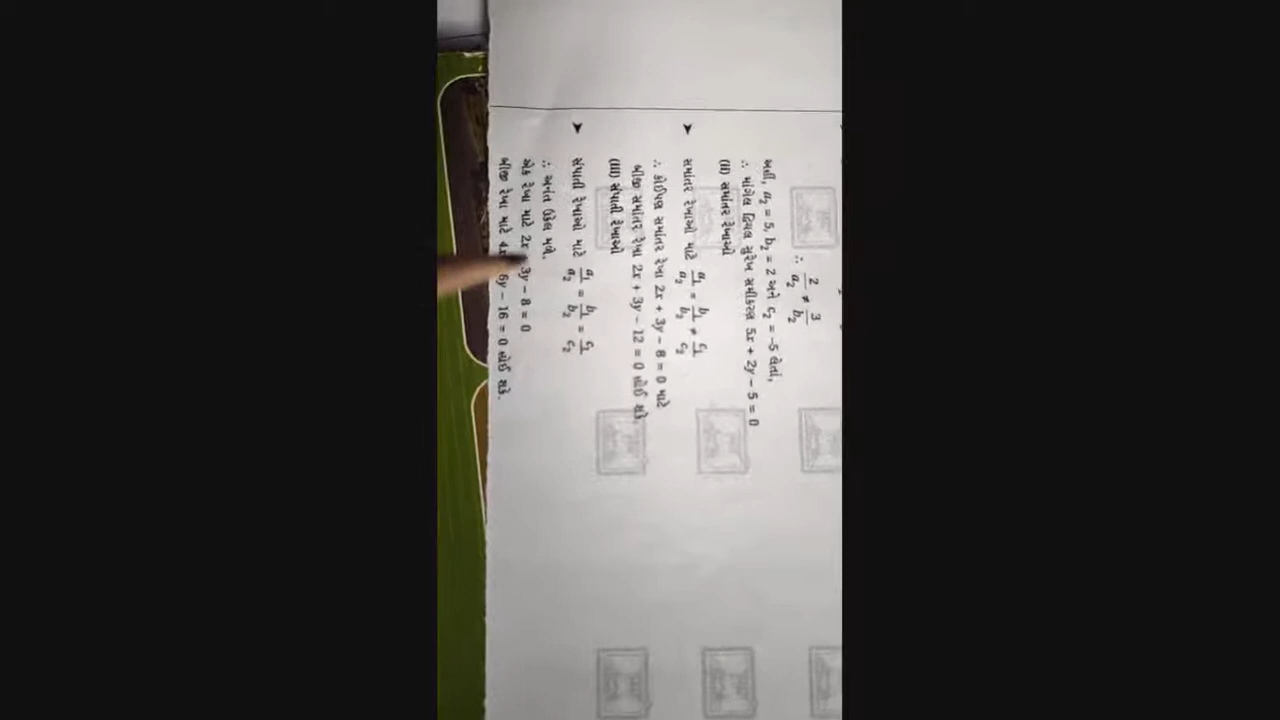 ∴ 2/a₂ ≠ 3/b₂
અહીં, a₂ = 5, b₂ = 2 અને c₂ = –5 લેતાં,
∴ માંગેલ દ્વિચલ સુરેખ સમીકરણ 5x + 2y – 5 = 0
(II) સમાંતર રેખાઓ
➤ સમાંતર રેખાઓ માટે a₁/a₂ = b₁/b₂ ≠ c₁/c₂
∴ કોઈપણ સમાંતર રેખા 2x + 3y – 8 = 0 માટે
બીજી સમાંતર રેખા 2x + 3y – 12 = 0 હોઈ શકે.
(III) સંપાતી રેખાઓ
➤ સંપાતી રેખાઓ માટે a₁/a₂ = b₁/b₂ = c₁/c₂
∴ અનંત ઉકેલ મળે.
એક રેખા માટે 2x 3y – 8 = 0
બીજી રેખા માટે 4x 6y – 16 = 0 હોઈ શકે.